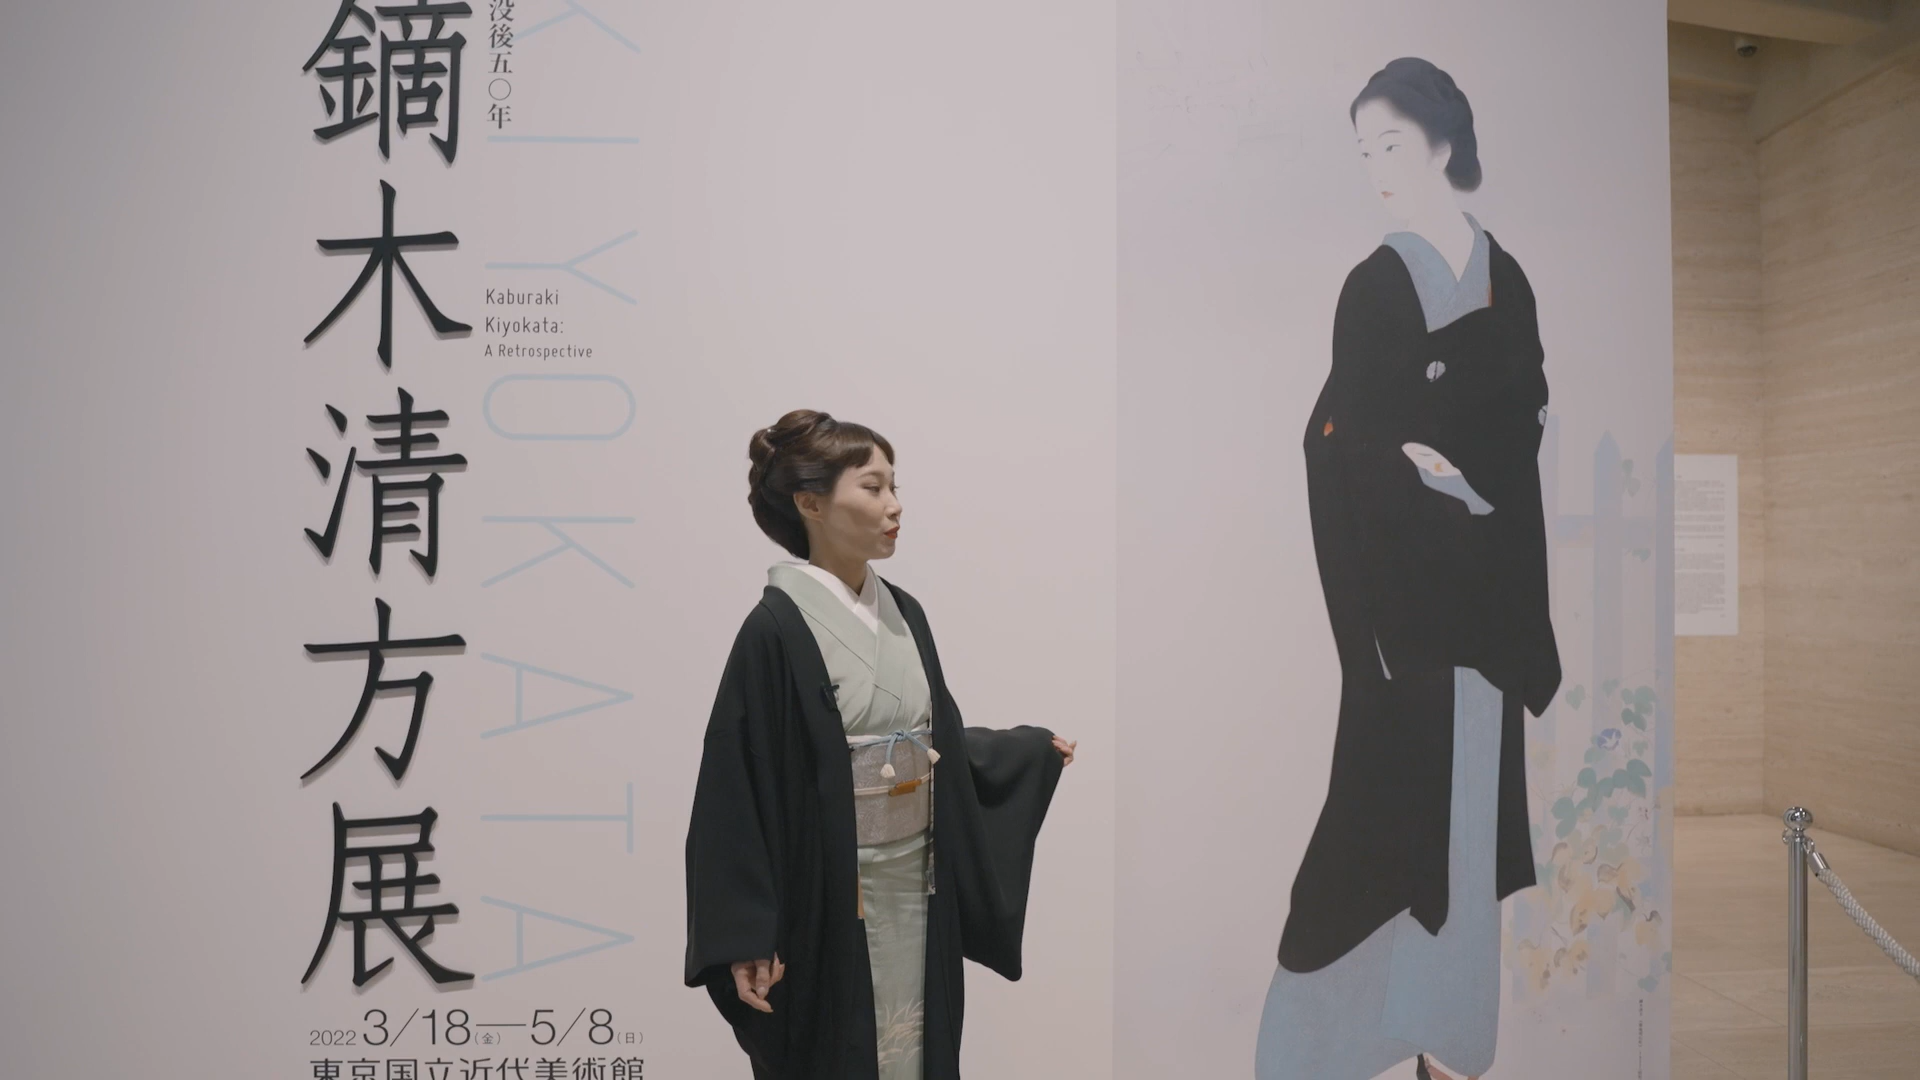 鏑木清方展
没後五〇年
KIYOKATA
Kaburaki
Kiyokata:
A Retrospective
2022 3/18(金)—5/8(日)
東京国立近代美術館